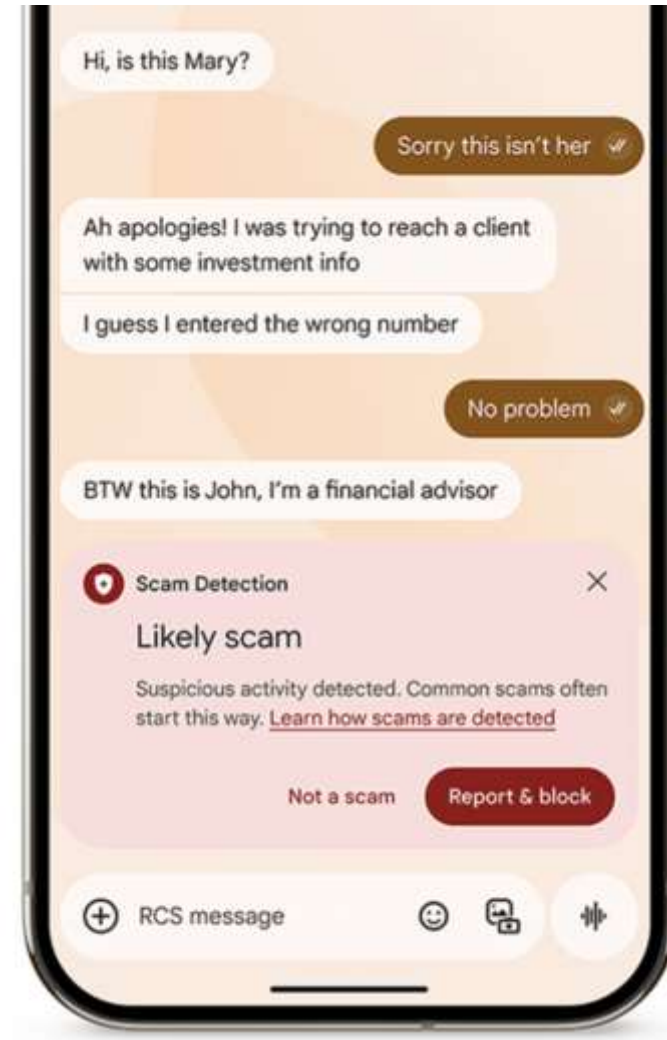 Hi, is this Mary?
Sorry this isn't her
Ah apologies! I was trying to reach a client
with some investment info
I guess I entered the wrong number
No problem
BTW this is John, I'm a financial advisor
Scam Detection
Likely scam
Suspicious activity detected. Common scams often
start this way. Learn how scams are detected
Not a scam
Report & block
RCS message